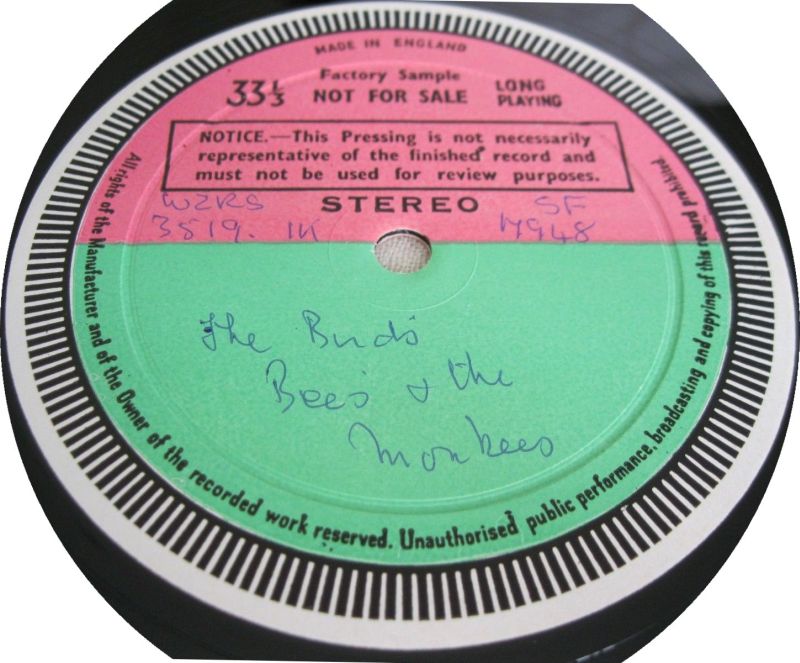 MADE IN ENGLAND
Factory Sample
33⅓ NOT FOR SALE LONG PLAYING
NOTICE.—This Pressing is not necessarily
representative of the finished record and
must not be used for review purposes.
STEREO
WZRS
3519. 1K
SF
7948
The Birds
Bees & the
Monkees
All rights of the Manufacturer and of the Owner of the recorded work reserved. Unauthorised public performance, broadcasting and copying of this record prohibited